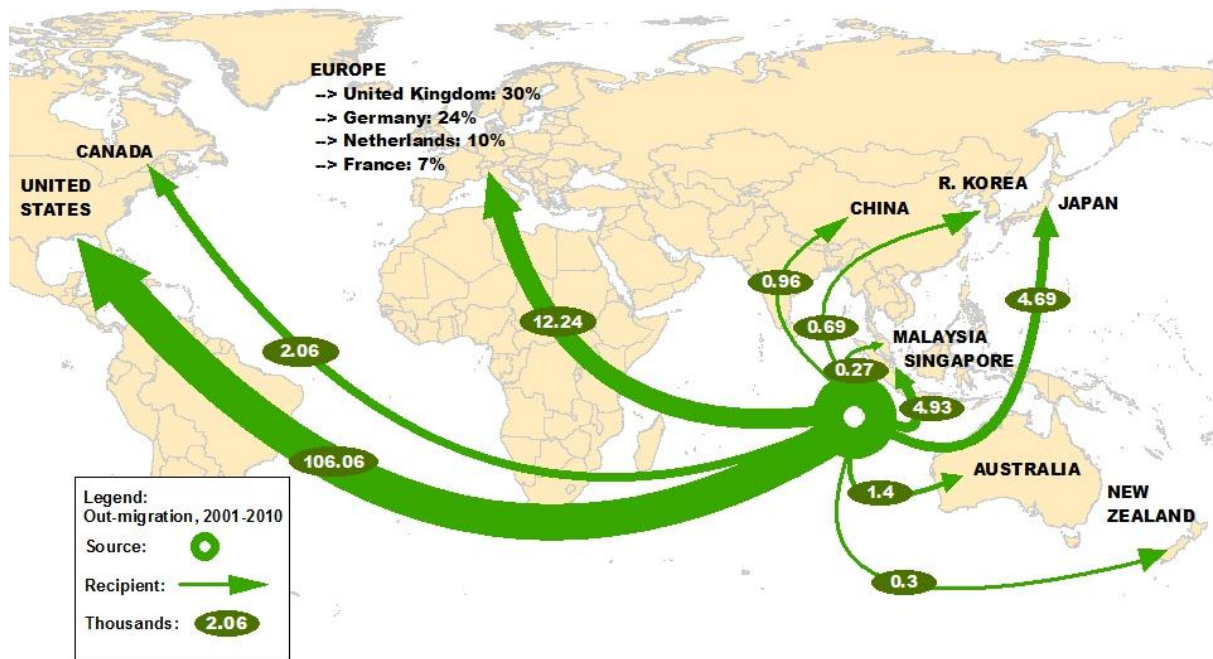 EUROPE
--> United Kingdom: 30%
--> Germany: 24%
--> Netherlands: 10%
--> France: 7%
CANADA
UNITED
STATES
R. KOREA
CHINA
JAPAN
0.96
4.69
12.24
0.69
MALAYSIA
SINGAPORE
2.06
0.27
4.93
106.06
AUSTRALIA
1.4
NEW
ZEALAND
0.3
Legend:
Out-migration, 2001-2010
Source:
Recipient:
Thousands: 2.06